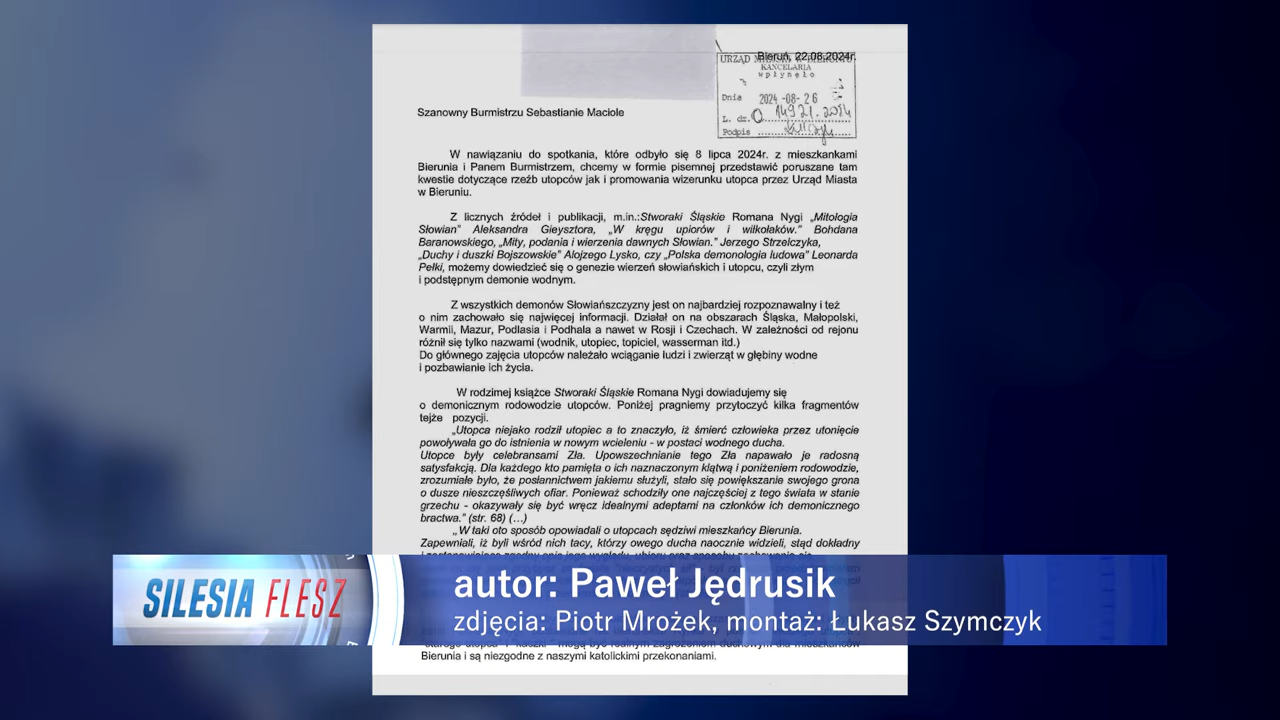 Bieruń, 22.08.2024r.
URZĄD MIEJSKI W BIERUNIU
KANCELARIA
wpłynęło
Dnia 2024 -08- 26
L. dz.
Podpis
Szanowny Burmistrzu Sebastianie Maciole
W nawiązaniu do spotkania, które odbyło się 8 lipca 2024r. z mieszkankami
Bierunia i Panem Burmistrzem, chcemy w formie pisemnej przedstawić poruszane tam
kwestie dotyczące rzeźb utopców jak i promowania wizerunku utopca przez Urząd Miasta
w Bieruniu.
Z licznych źródeł i publikacji, m.in.:Stworaki Śląskie Romana Nygi „Mitologia
Słowian” Aleksandra Gieysztora, „W kręgu upiorów i wilkołaków.” Bohdana
Baranowskiego, „Mity, podania i wierzenia dawnych Słowian.” Jerzego Strzelczyka,
„Duchy i duszki Bojszowskie” Alojzego Lysko, czy „Polska demonologia ludowa” Leonarda
Pełki, możemy dowiedzieć się o genezie wierzeń słowiańskich i utopcu, czyli złym
i podstępnym demonie wodnym.
Z wszystkich demonów Słowiańszczyzny jest on najbardziej rozpoznawalny i też
o nim zachowało się najwięcej informacji. Działał on na obszarach Śląska, Małopolski,
Warmii, Mazur, Podlasia i Podhala a nawet w Rosji i Czechach. W zależności od rejonu
różnił się tylko nazwami (wodnik, utopiec, topiciel, wasserman itd.)
Do głównego zajęcia utopców należało wciąganie ludzi i zwierząt w głębiny wodne
i pozbawianie ich życia.
W rodzimej książce Stworaki Śląskie Romana Nygi dowiadujemy się
o demonicznym rodowodzie utopców. Poniżej pragniemy przytoczyć kilka fragmentów
tejże pozycji.
„Utopca niejako rodził utopiec a to znaczyło, iż śmierć człowieka przez utonięcie
powoływała go do istnienia w nowym wcieleniu - w postaci wodnego ducha.
Utopce były celebransami Zła. Upowszechnianie tego Zła napawało je radosną
satysfakcją. Dla każdego kto pamięta o ich naznaczonym klątwą i poniżeniem rodowodzie,
zrozumiałe było, że posłannictwem jakiemu służyli, stało się powiększanie swojego grona
o dusze nieszczęśliwych ofiar. Ponieważ schodziły one najczęściej z tego świata w stanie
grzechu - okazywały się być wręcz idealnymi adeptami na członków ich demonicznego
bractwa.” (str. 68) (…)
„W taki oto sposób opowiadali o utopcach sędziwi mieszkańcy Bierunia.
Zapewniali, iż byli wśród nich tacy, którzy owego ducha naocznie widzieli, stąd dokładny
SILESIA FLESZ
autor: Paweł Jędrusik
zdjęcia: Piotr Mrożek, montaż: Łukasz Szymczyk
Bierunia i są niezgodne z naszymi katolickimi przekonaniami.